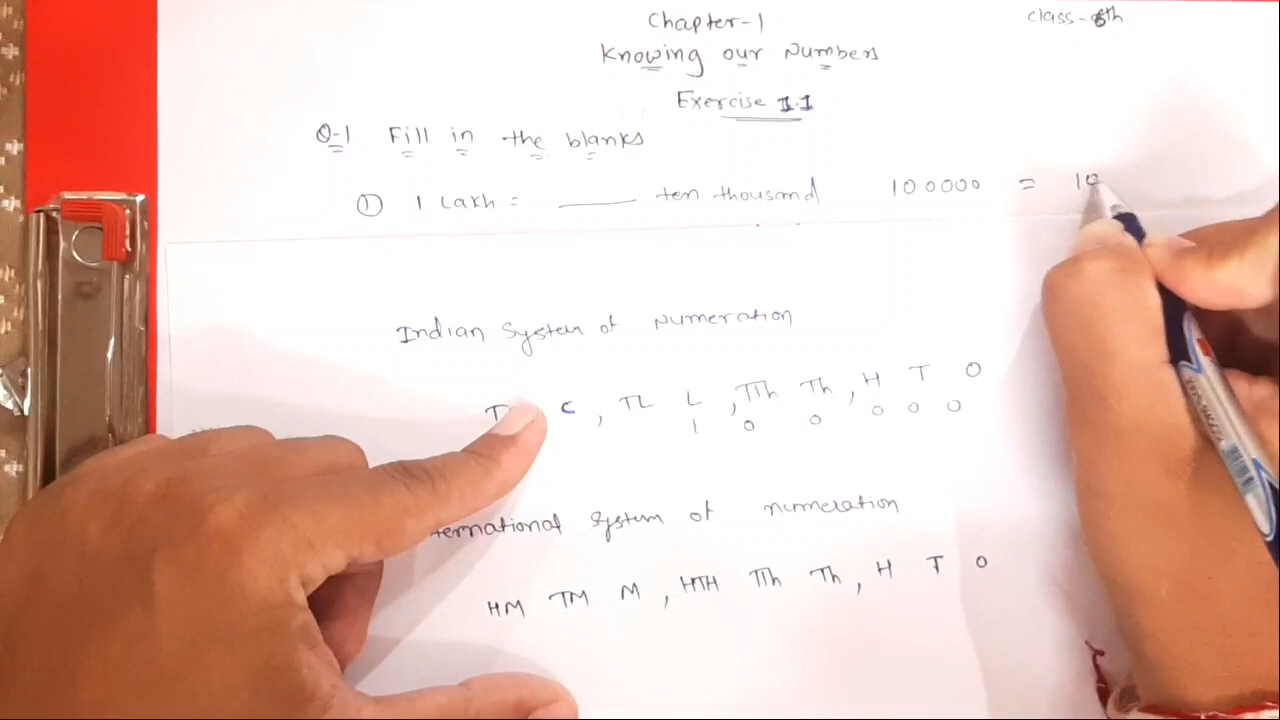 Chapter-1
Class-6th
Knowing our Numbers
Exercise 1.1
Q-1 Fill in the blanks
① 1 Lakh = ____ ten thousand 100000 = 10
Indian System of Numeration
C , TL L , TTh Th , H T O
1 0 0 0 0 0
System of numeration
HM TM M , HTH TTh Th , H T O